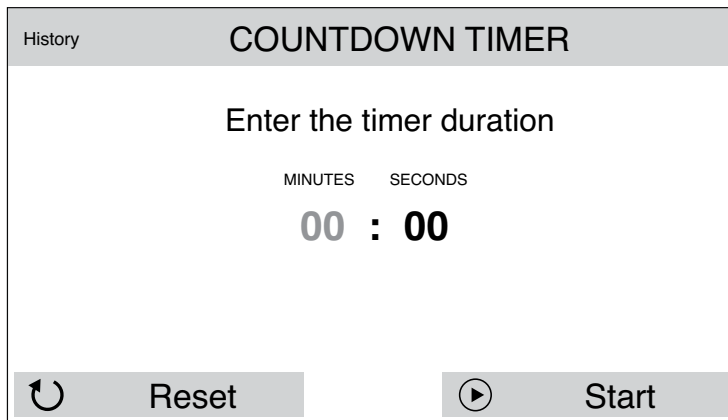 History COUNTDOWN TIMER
Enter the timer duration
MINUTES SECONDS
00 : 00
Reset Start